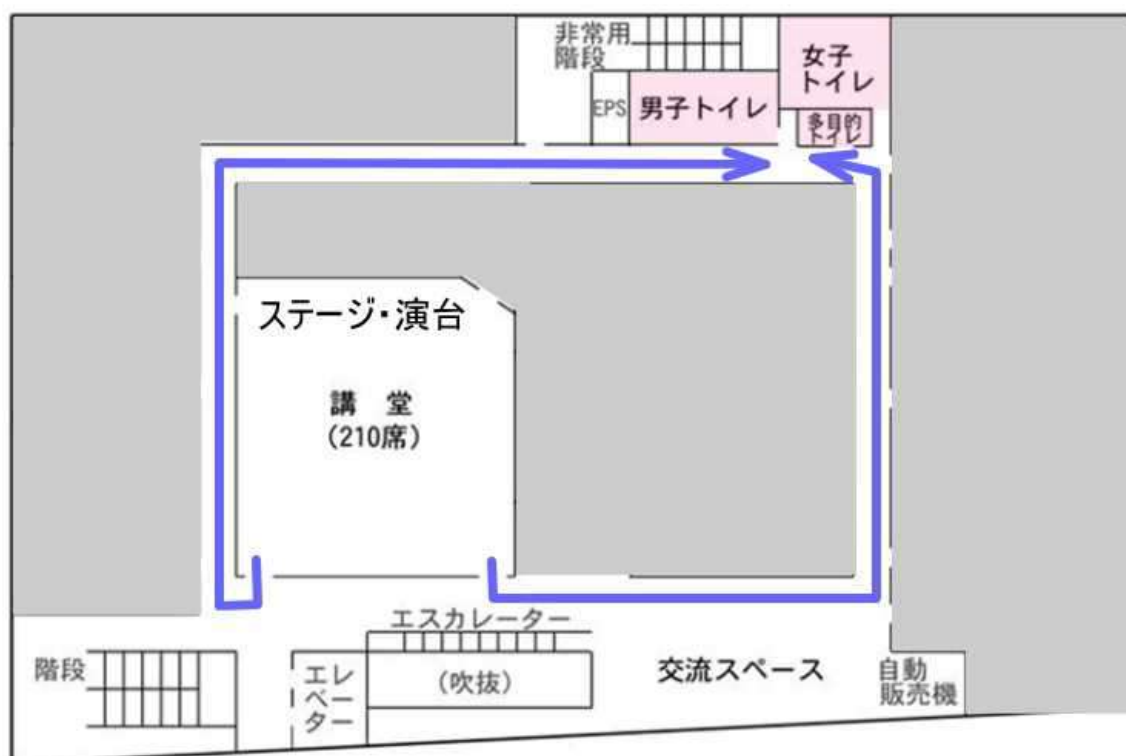 非常用
階段
女子
トイレ
EPS
男子トイレ
多目的
トイレ
ステージ・演台
講 堂
(210席)
エスカレーター
階段
エレ
ベー
ター
(吹抜)
交流スペース
自動
販売機